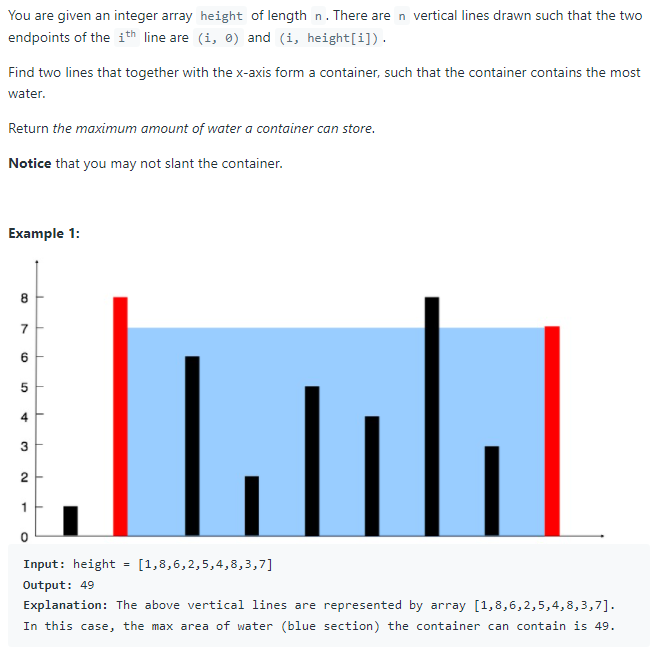 You are given an integer array height of length n. There are n vertical lines drawn such that the two
endpoints of the ith line are (i, 0) and (i, height[i]).
Find two lines that together with the x-axis form a container, such that the container contains the most
water.
Return the maximum amount of water a container can store.
Notice that you may not slant the container.
Example 1:
8
7
6
5
4
3
2
1
0
Input: height = [1,8,6,2,5,4,8,3,7]
Output: 49
Explanation: The above vertical lines are represented by array [1,8,6,2,5,4,8,3,7].
In this case, the max area of water (blue section) the container can contain is 49.